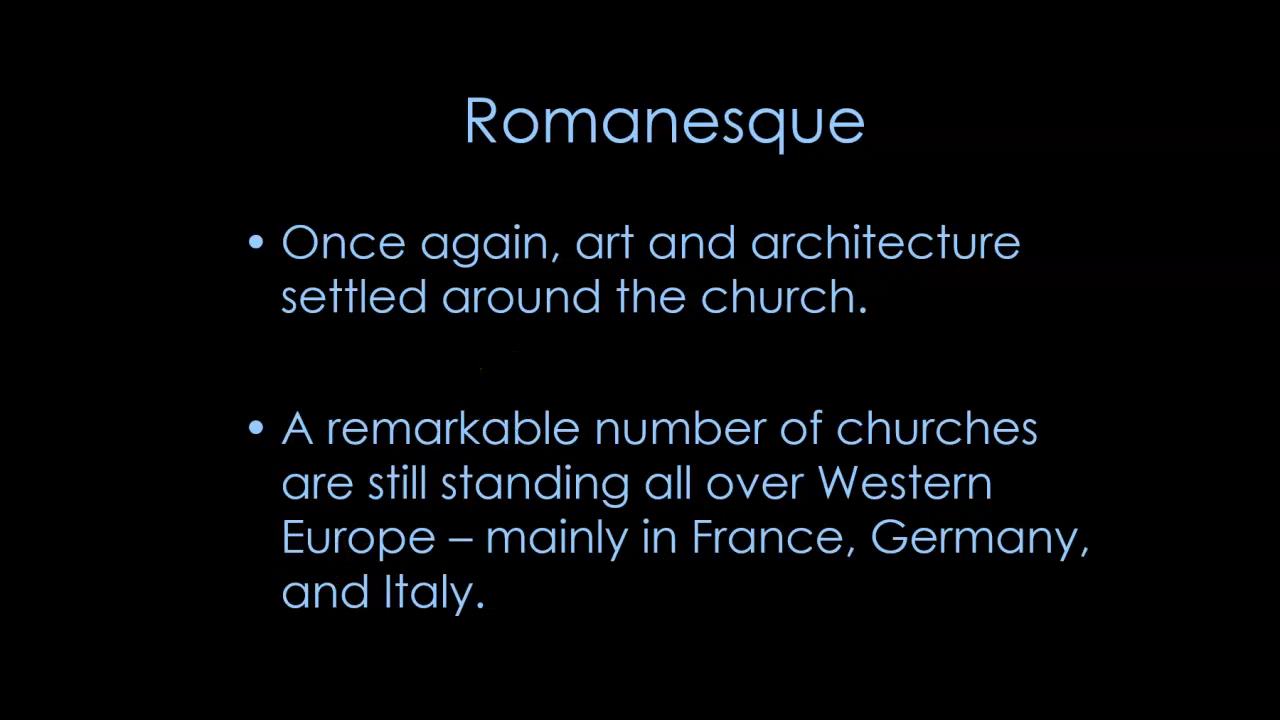 Romanesque
• Once again, art and architecture
settled around the church.
• A remarkable number of churches
are still standing all over Western
Europe – mainly in France, Germany,
and Italy.